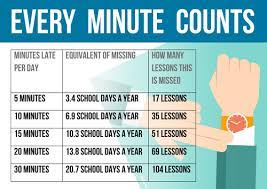 EVERY MINUTE COUNTS
MINUTES LATE PER DAY EQUIVALENT OF MISSING HOW MANY LESSONS THIS IS MISSED
5 MINUTES 3.4 SCHOOL DAYS A YEAR 17 LESSONS
10 MINUTES 6.9 SCHOOL DAYS A YEAR 35 LESSONS
15 MINUTES 10.3 SCHOOL DAYS A YEAR 51 LESSONS
20 MINUTES 13.8 SCHOOL DAYS A YEAR 69 LESSONS
30 MINUTES 20.7 SCHOOL DAYS A YEAR 104 LESSONS